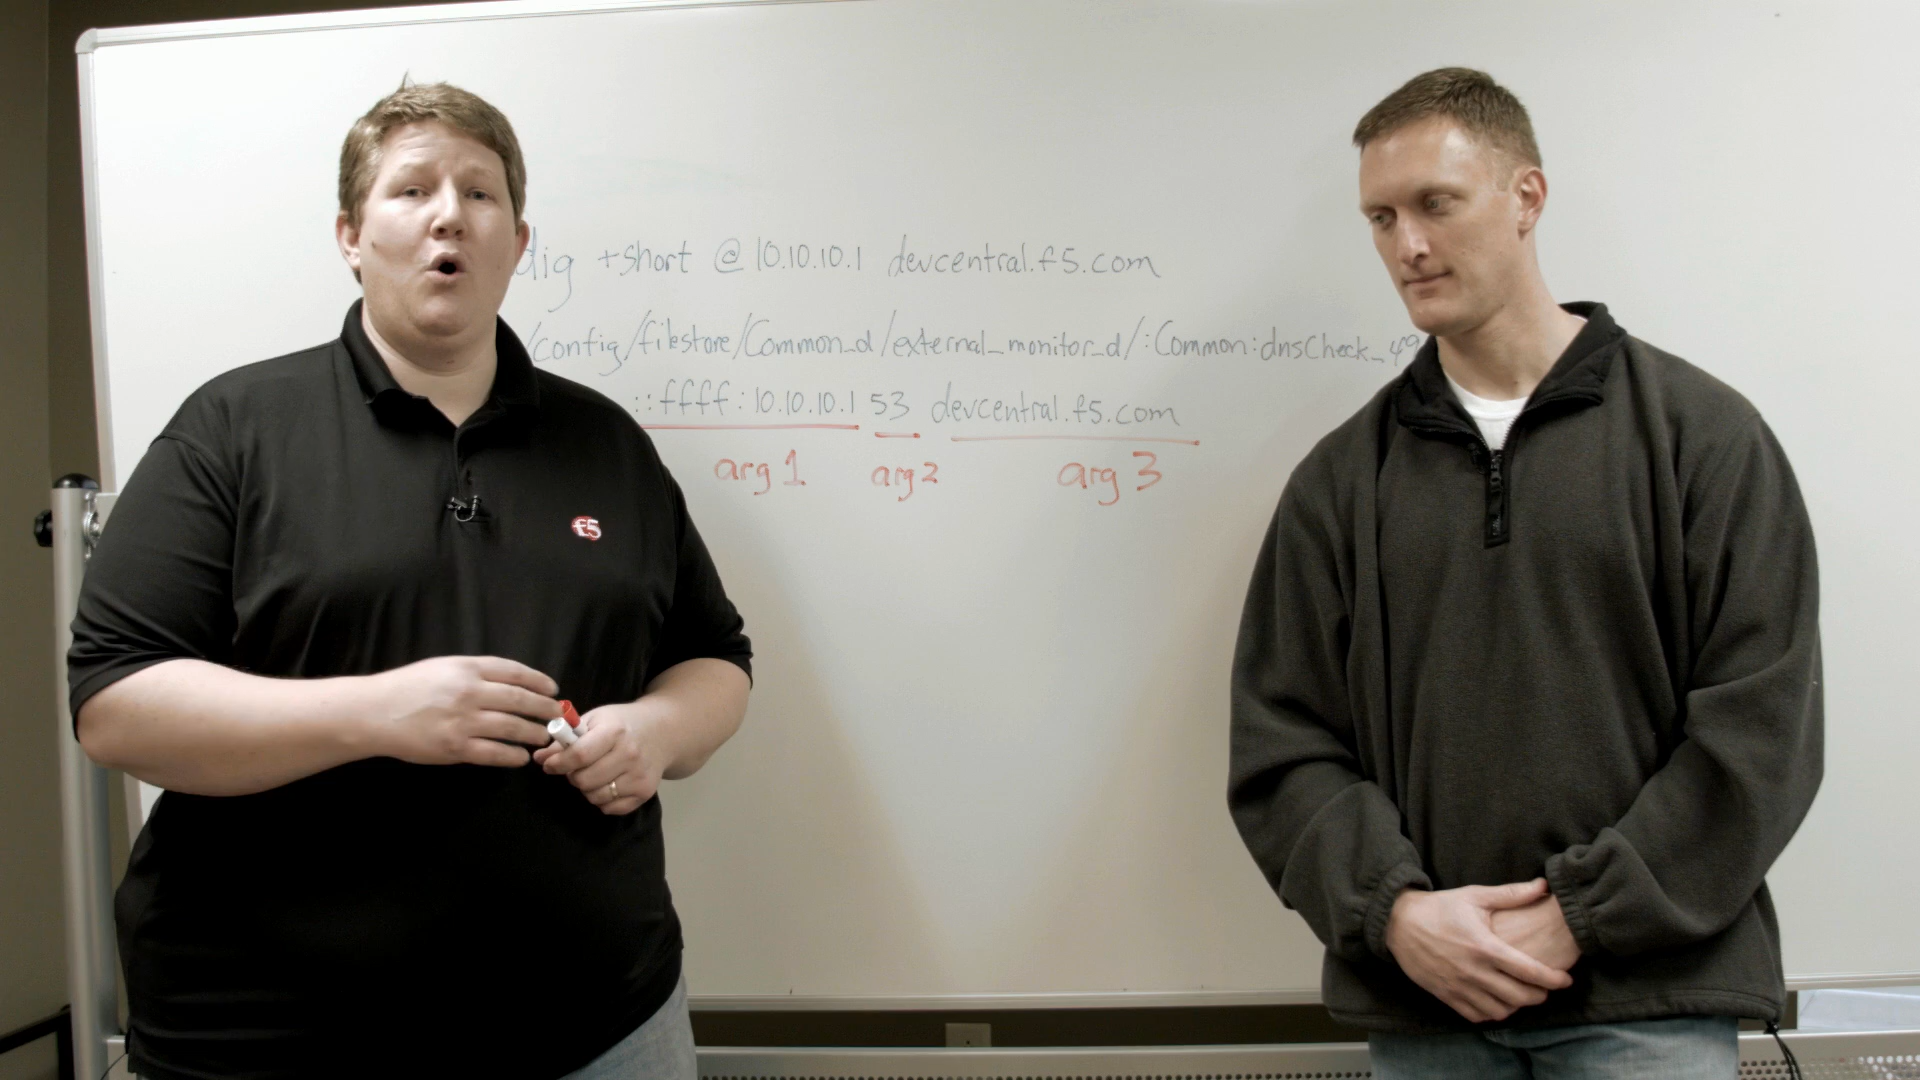 dig +short @ 10.10.10.1 devcentral.f5.com
/config/filestore/Common_d/external_monitor_d/:Common:dnsCheck_49
::ffff:10.10.10.1 53 devcentral.f5.com
arg 1 arg 2 arg 3
f5